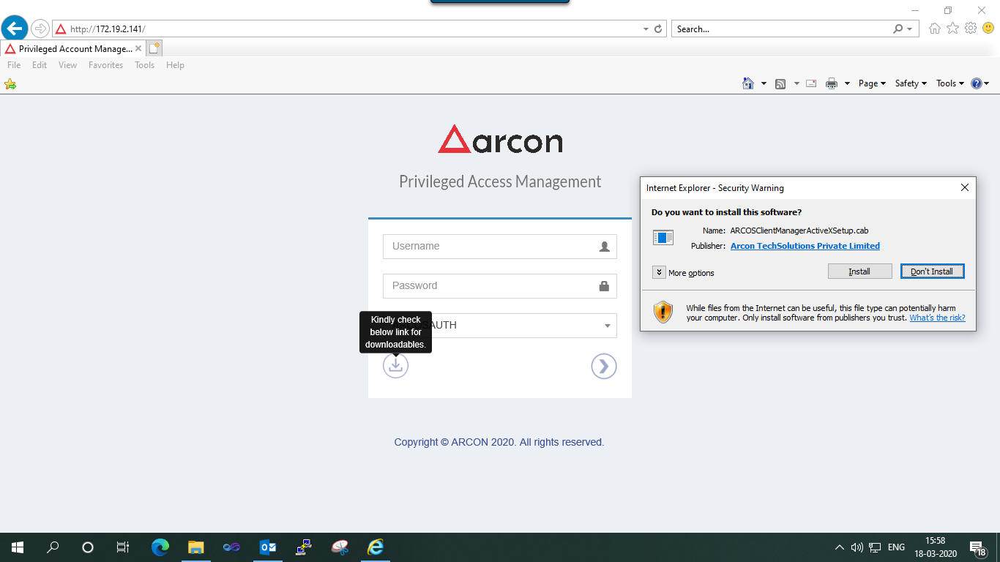 http://172.19.2.141/
Search...
Privileged Account Manage...
File Edit View Favorites Tools Help
Page Safety Tools
arcon
Privileged Access Management
Username
Password
SAUTH
Kindly check
below link for
downloadables.
Copyright © ARCON 2020. All rights reserved.
Internet Explorer - Security Warning
Do you want to install this software?
Name: ARCOSClientManagerActiveXSetup.cab
Publisher: Arcon TechSolutions Private Limited
More options
Install
Don't Install
While files from the Internet can be useful, this file type can potentially harm
your computer. Only install software from publishers you trust. What's the risk?
ENG
15:58
18-03-2020
18